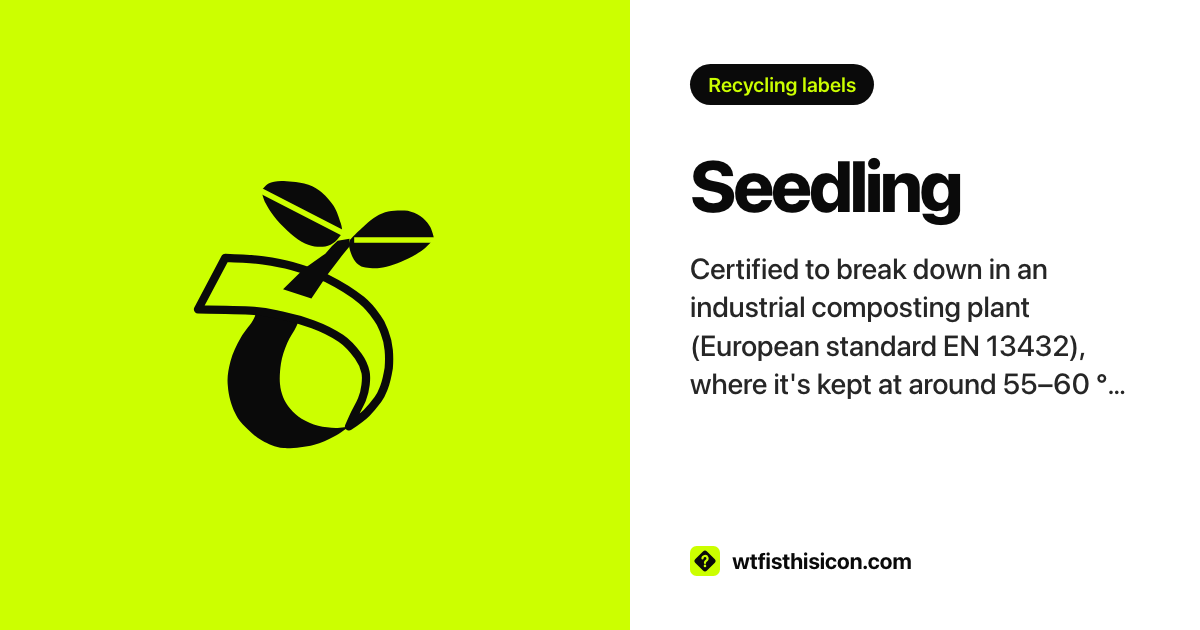 Recycling labels
Seedling
Certified to break down in an
industrial composting plant
(European standard EN 13432),
where it's kept at around 55–60 °...
?
wtfisthisicon.com